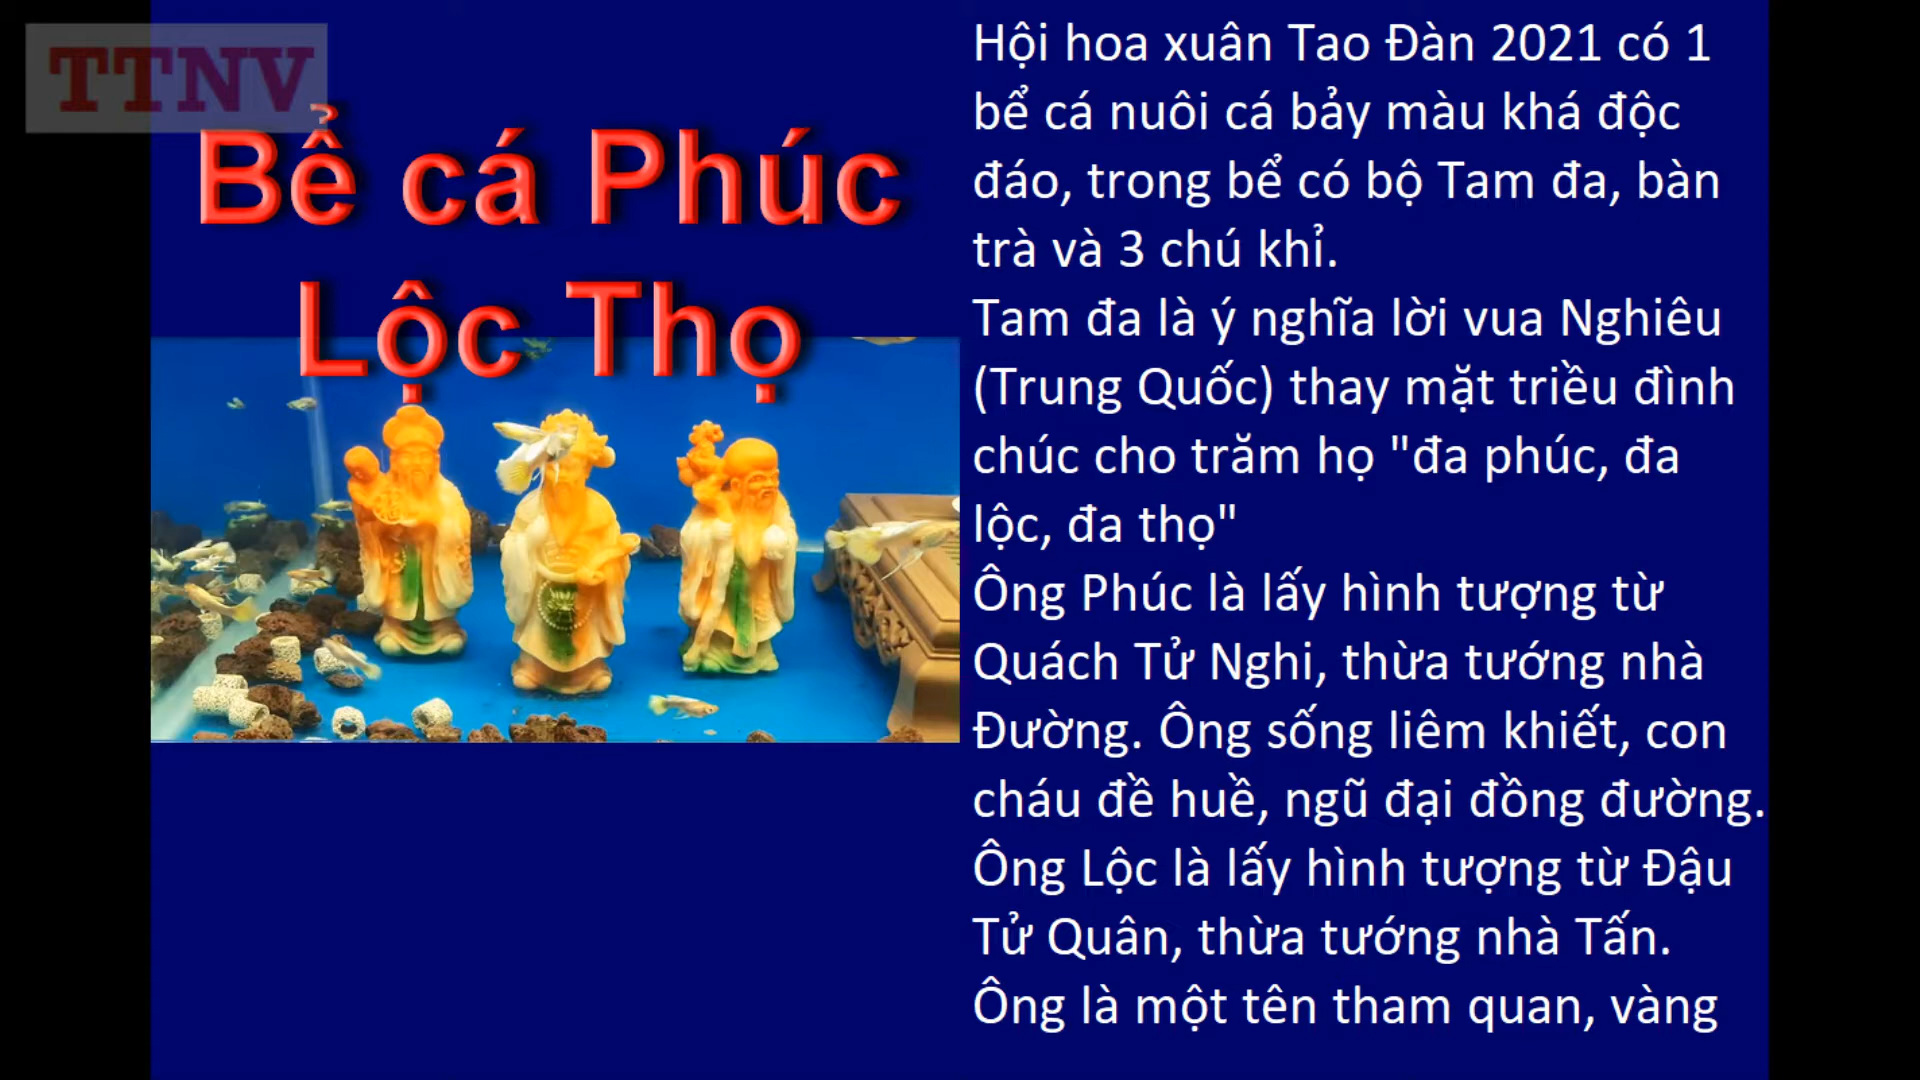 TTNV
Bể cá Phúc
Lộc Thọ
Hội hoa xuân Tao Đàn 2021 có 1
bể cá nuôi cá bảy màu khá độc
đáo, trong bể có bộ Tam đa, bàn
trà và 3 chú khỉ.
Tam đa là ý nghĩa lời vua Nghiêu
(Trung Quốc) thay mặt triều đình
chúc cho trăm họ "đa phúc, đa
lộc, đa thọ"
Ông Phúc là lấy hình tượng từ
Quách Tử Nghi, thừa tướng nhà
Đường. Ông sống liêm khiết, con
cháu đề huề, ngũ đại đồng đường.
Ông Lộc là lấy hình tượng từ Đậu
Tử Quân, thừa tướng nhà Tấn.
Ông là một tên tham quan, vàng